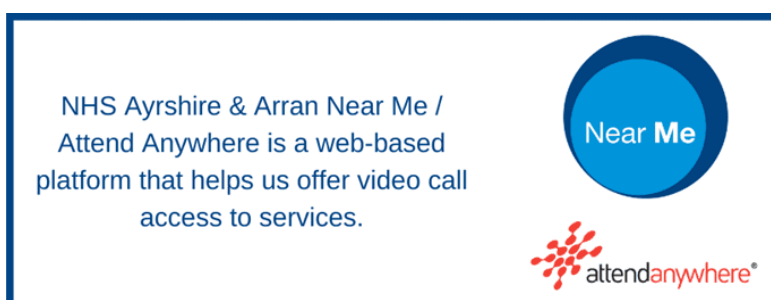 NHS Ayrshire & Arran Near Me /
Attend Anywhere is a web-based
platform that helps us offer video call
access to services.
Near Me
attendanywhere®